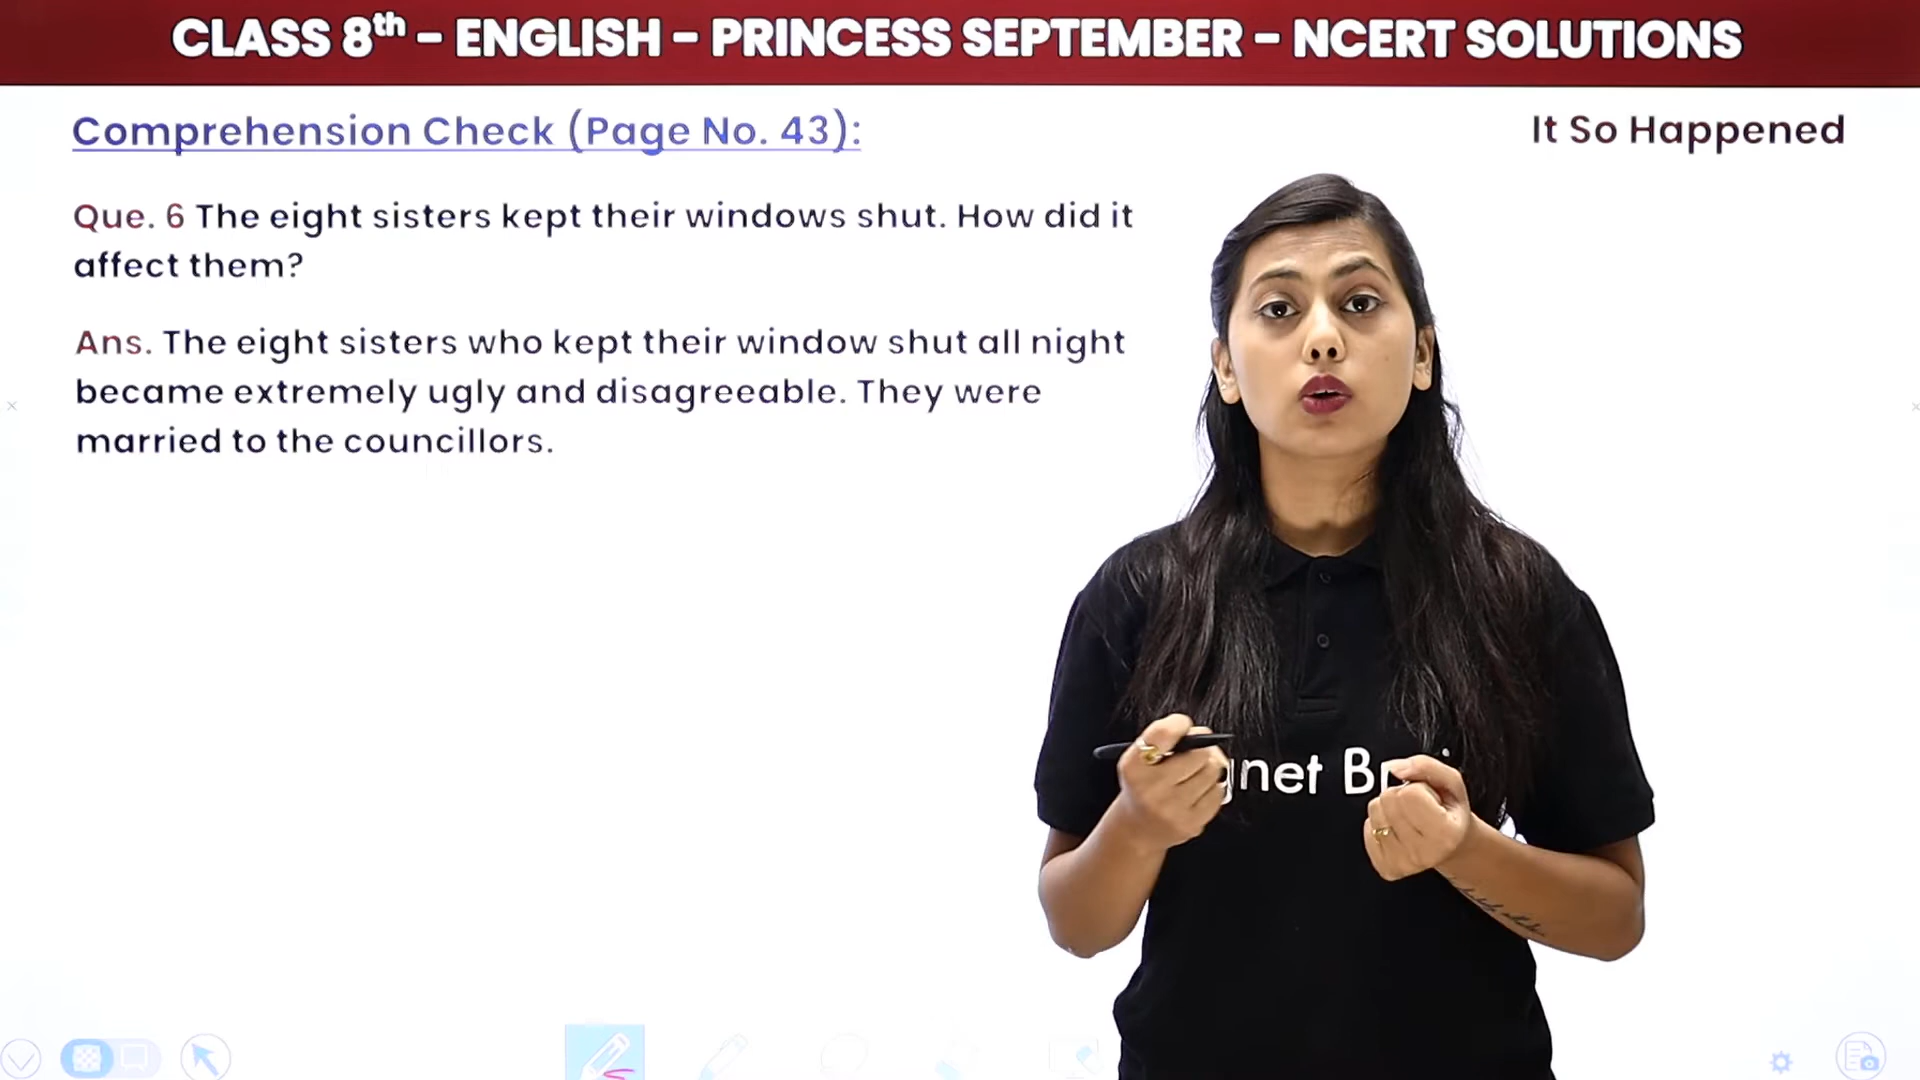 CLASS 8th - ENGLISH - PRINCESS SEPTEMBER - NCERT SOLUTIONS
Comprehension Check (Page No. 43):
It So Happened
Que. 6 The eight sisters kept their windows shut. How did it
affect them?
Ans. The eight sisters who kept their window shut all night
became extremely ugly and disagreeable. They were
married to the councillors.
gnet Br